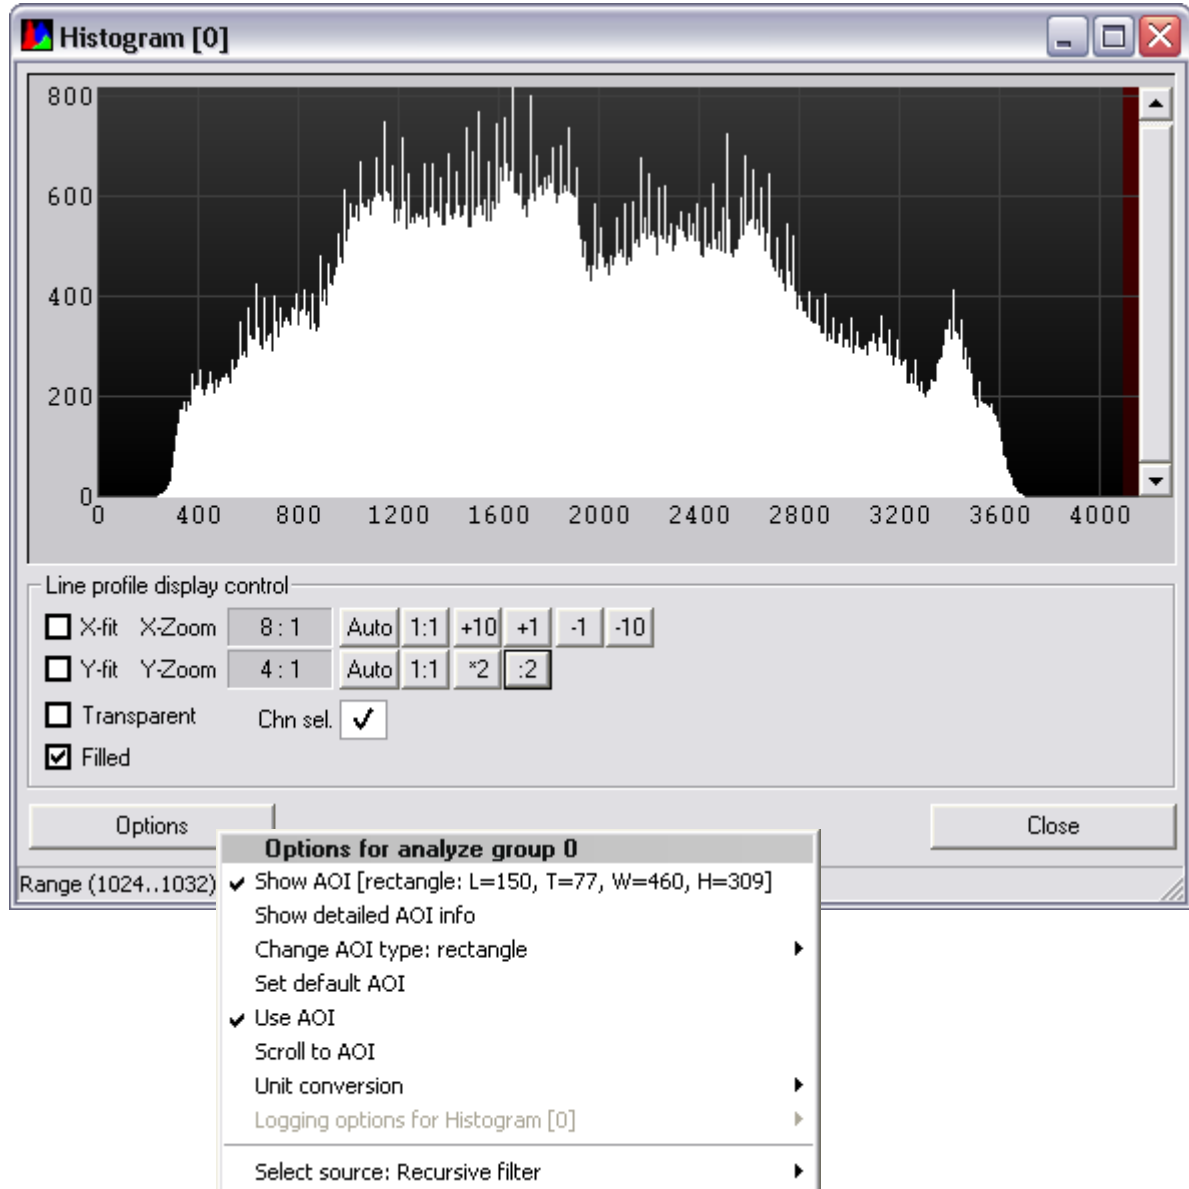 Histogram [0]
800
600
400
200
0
0 400 800 1200 1600 2000 2400 2800 3200 3600 4000
Line profile display control
X-fit X-Zoom 8 : 1 Auto 1:1 +10 +1 -1 -10
Y-fit Y-Zoom 4 : 1 Auto 1:1 *2 :2
Transparent Chn sel.
Filled
Options Close
Options for analyze group 0
Range (1024..1032)
Show AOI [rectangle: L=150, T=77, W=460, H=309]
Show detailed AOI info
Change AOI type: rectangle
Set default AOI
Use AOI
Scroll to AOI
Unit conversion
Logging options for Histogram [0]
Select source: Recursive filter